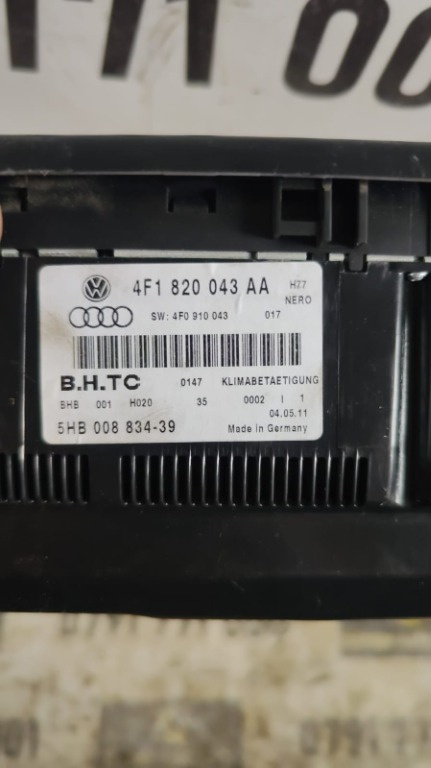 4F1 820 043 AA HZ7
NERO
SW: 4F0 910 043 017
B.H.TC 0147 KLIMABETAETIGUNG
BHB 001 H020 35 0002 I 1
04.05.11
5HB 008 834-39 Made in Germany